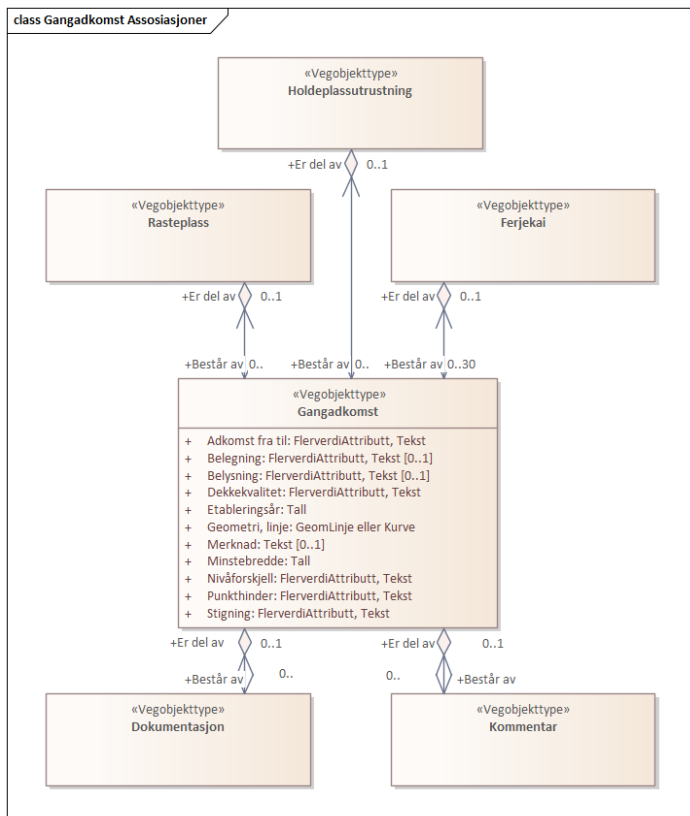 class Gangadkomst Assosiasjoner
«Vegobjekttype»
Holdeplassutrustning
+Er del av 0..1
«Vegobjekttype»
Rasteplass
«Vegobjekttype»
Ferjekai
+Er del av 0..1
+Er del av 0..1
+Består av 0..
+Består av 0..
+Består av 0..30
«Vegobjekttype»
Gangadkomst
+ Adkomst fra til: FlerverdiAttributt, Tekst
+ Belegning: FlerverdiAttributt, Tekst [0..1]
+ Belysning: FlerverdiAttributt, Tekst [0..1]
+ Dekkekvalitet: FlerverdiAttributt, Tekst
+ Etableringsår: Tall
+ Geometri, linje: GeomLinje eller Kurve
+ Merknad: Tekst [0..1]
+ Minstebredde: Tall
+ Nivåforskjell: FlerverdiAttributt, Tekst
+ Punkthinder: FlerverdiAttributt, Tekst
+ Stigning: FlerverdiAttributt, Tekst
+Er del av 0..1
+Er del av 0..1
+Består av 0..
0.. +Består av
«Vegobjekttype»
Dokumentasjon
«Vegobjekttype»
Kommentar